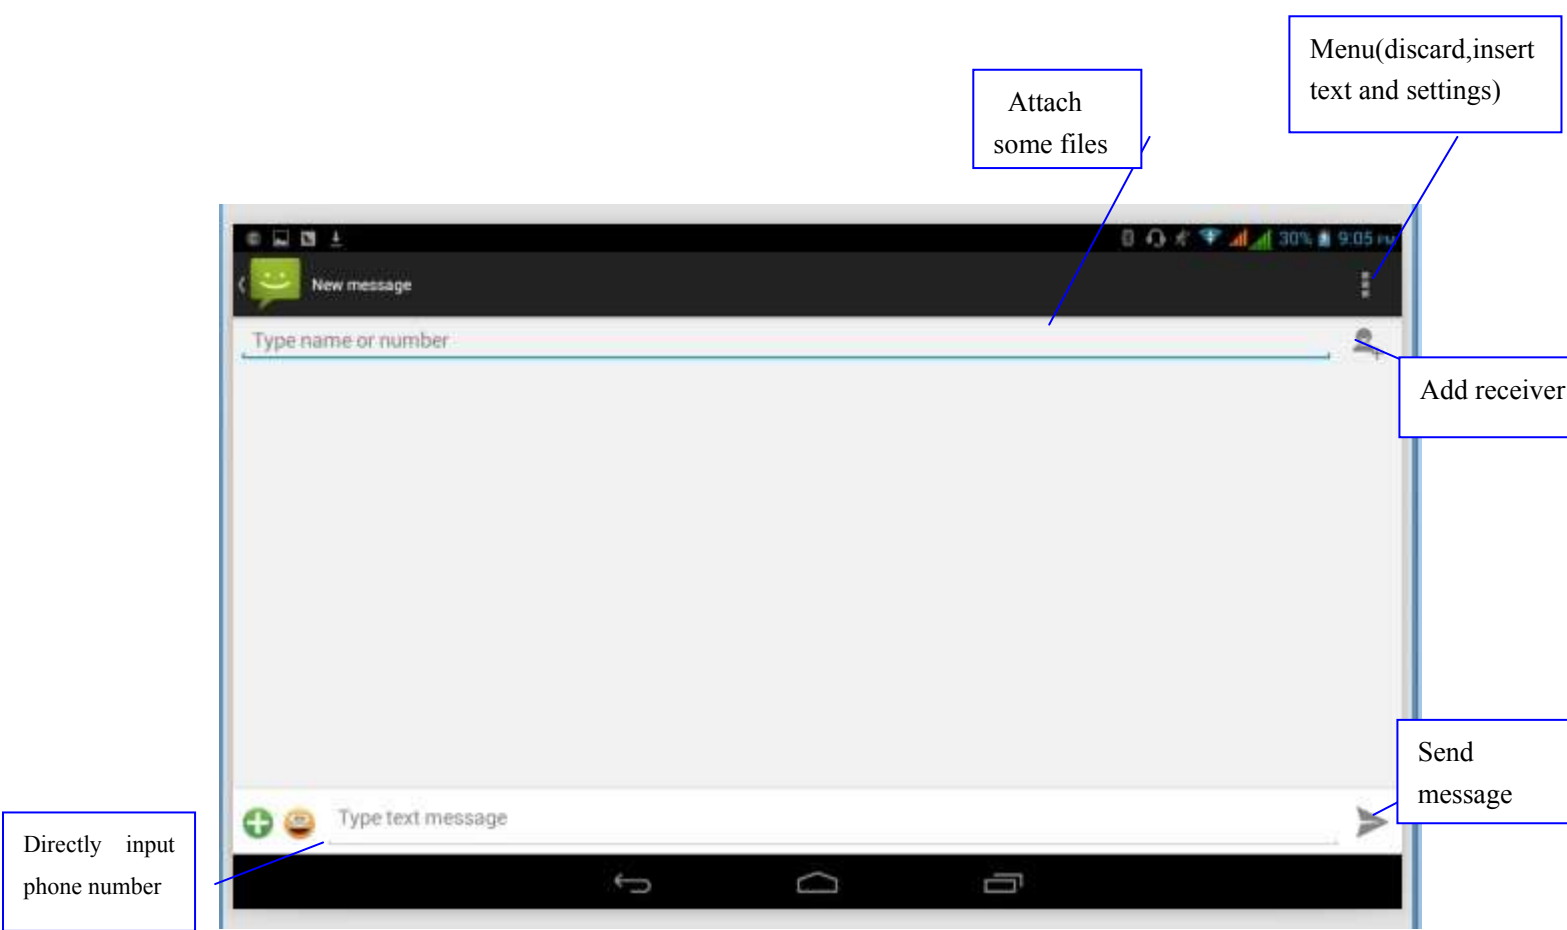 Menu(discard,insert
text and settings)
Attach
some files
30% 9:05 PM
New message
Type name or number
Add receiver
Send
message
Type text message
Directly input
phone number